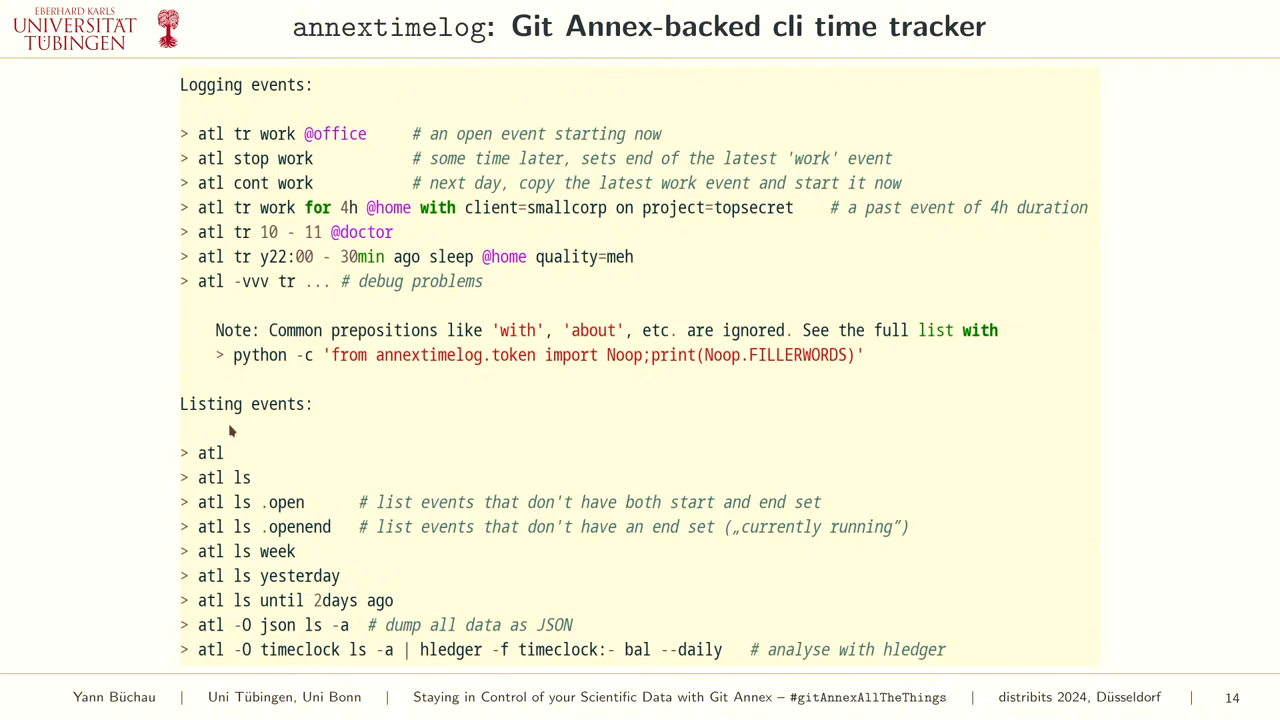 EBERHARD KARLS
UNIVERSITÄT
TÜBINGEN
annextimelog: Git Annex-backed cli time tracker
Logging events:
> atl tr work @office # an open event starting now
> atl stop work # some time later, sets end of the latest 'work' event
> atl cont work # next day, copy the latest work event and start it now
> atl tr work for 4h @home with client=smallcorp on project=topsecret # a past event of 4h duration
> atl tr 10 - 11 @doctor
> atl tr y22:00 - 30min ago sleep @home quality=meh
> atl -vvv tr ... # debug problems
Note: Common prepositions like 'with', 'about', etc. are ignored. See the full list with
> python -c 'from annextimelog.token import Noop;print(Noop.FILLERWORDS)'
Listing events:
> atl
> atl ls
> atl ls .open # list events that don't have both start and end set
> atl ls .openend # list events that don't have an end set („currently running“)
> atl ls week
> atl ls yesterday
> atl ls until 2days ago
> atl -O json ls -a # dump all data as JSON
> atl -O timeclock ls -a | hledger -f timeclock:- bal --daily # analyse with hledger
Yann Büchau | Uni Tübingen, Uni Bonn | Staying in Control of your Scientific Data with Git Annex – #gitAnnexAllTheThings | distribits 2024, Düsseldorf | 14